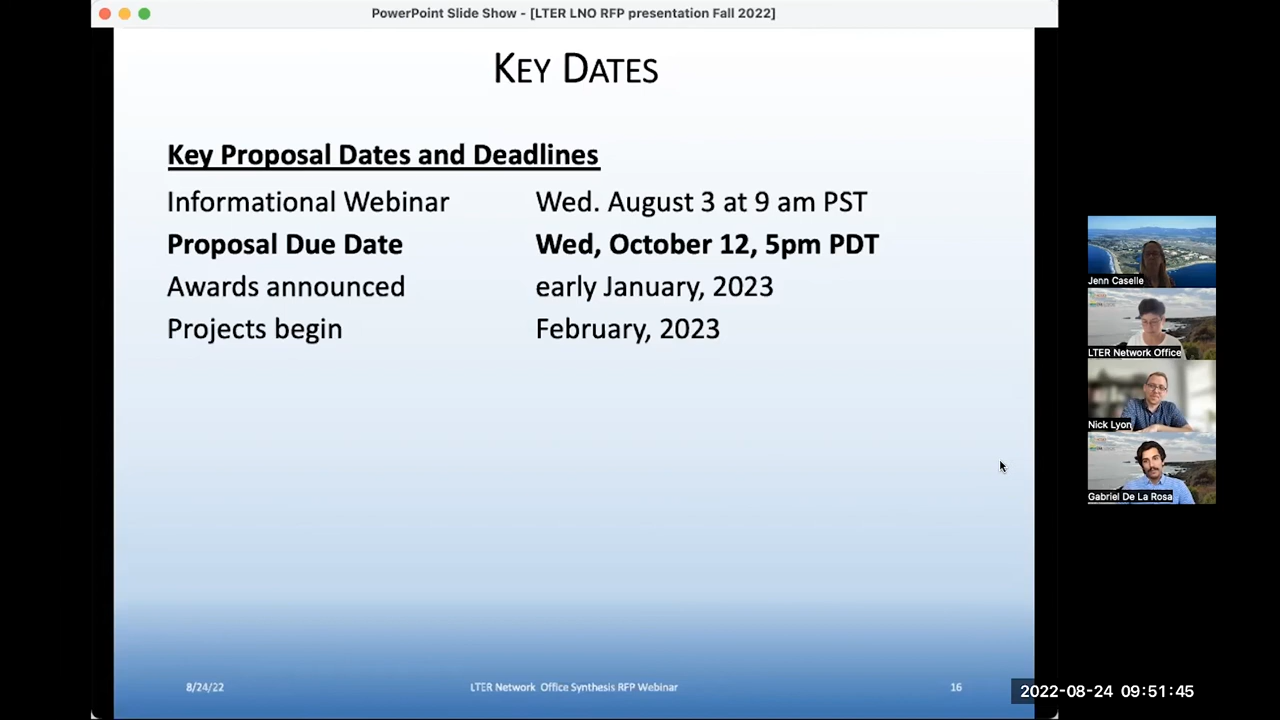 PowerPoint Slide Show - [LTER LNO RFP presentation Fall 2022]
KEY DATES
Key Proposal Dates and Deadlines
Informational Webinar Wed. August 3 at 9 am PST
Proposal Due Date Wed, October 12, 5pm PDT
Awards announced early January, 2023
Projects begin February, 2023
Jenn Caselle
LTER Network Office
Nick Lyon
Gabriel De La Rosa
8/24/22 LTER Network Office Synthesis RFP Webinar 16
2022-08-24 09:51:45